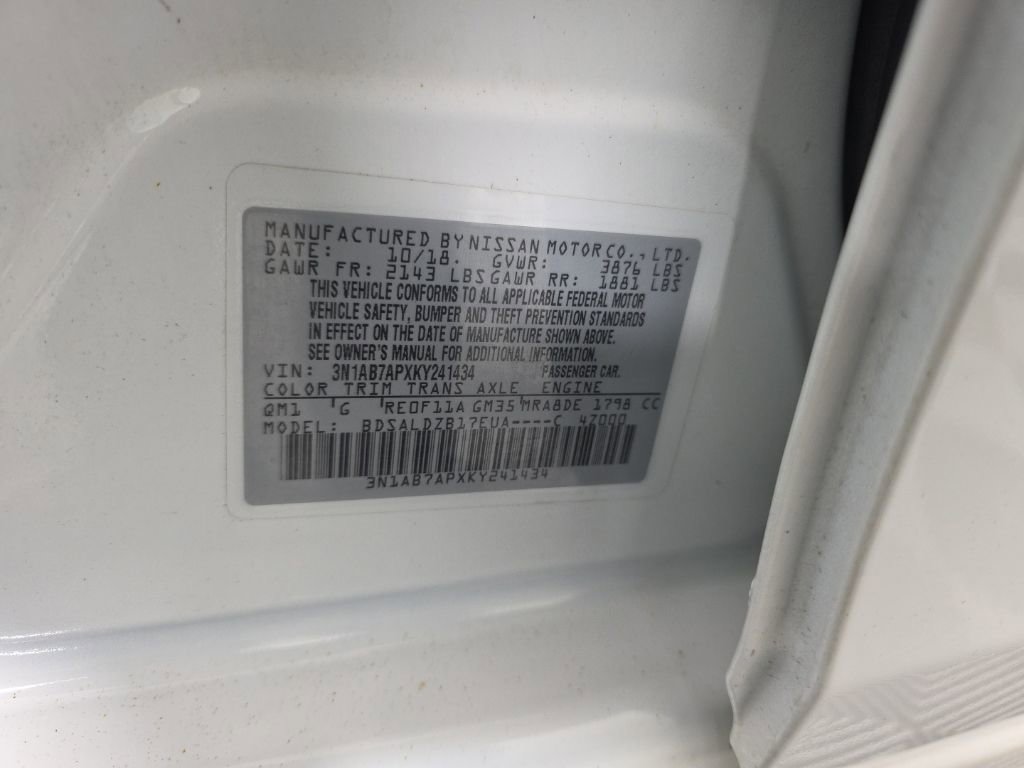 MANUFACTURED BY NISSAN MOTOR CO., LTD.
DATE: 10/18. GVWR: 3876 LBS
GAWR FR: 2143 LBS GAWR RR: 1881 LBS
THIS VEHICLE CONFORMS TO ALL APPLICABLE FEDERAL MOTOR
VEHICLE SAFETY, BUMPER AND THEFT PREVENTION STANDARDS
IN EFFECT ON THE DATE OF MANUFACTURE SHOWN ABOVE.
SEE OWNER'S MANUAL FOR ADDITIONAL INFORMATION.
VIN: 3N1AB7APXKY241434 PASSENGER CAR.
COLOR TRIM TRANS AXLE ENGINE
QM1 G RE0F11A GM35 MRA8DE 1798 CC
MODEL: BDSALDZB17EUA----C 42000
3N1AB7APXKY241434